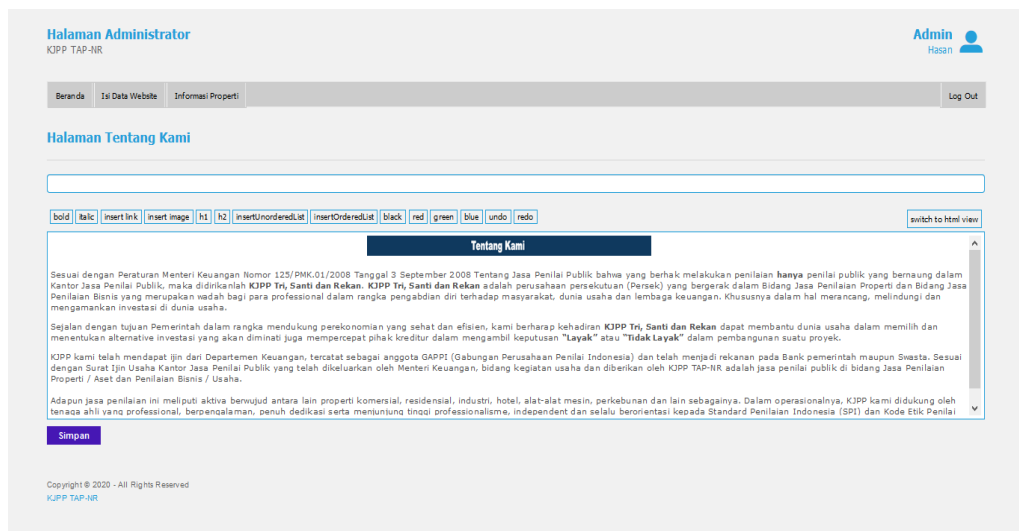 Halaman Administrator
KJPP TAP-NR
Admin
Hasan
Beranda Isi Data Website Informasi Properti Log Out
Halaman Tentang Kami
bold italic insert link insert image h1 h2 insertUnorderedList insertOrderedList black red green blue undo redo switch to html view
Tentang Kami
Sesuai dengan Peraturan Menteri Keuangan Nomor 125/PMK.01/2008 Tanggal 3 September 2008 Tentang Jasa Penilai Publik bahwa yang berhak melakukan penilaian hanya penilai publik yang bernaung dalam
Kantor Jasa Penilai Publik, maka didirikanlah KJPP Tri, Santi dan Rekan. KJPP Tri, Santi dan Rekan adalah perusahaan persekutuan (Persek) yang bergerak dalam Bidang Jasa Penilaian Properti dan Bidang Jasa
Penilaian Bisnis yang merupakan wadah bagi para professional dalam rangka pengabdian diri terhadap masyarakat, dunia usaha dan lembaga keuangan. Khususnya dalam hal merancang, melindungi dan
mengamankan investasi di dunia usaha.
Sejalan dengan tujuan Pemerintah dalam rangka mendukung perekonomian yang sehat dan efisien, kami berharap kehadiran KJPP Tri, Santi dan Rekan dapat membantu dunia usaha dalam memilih dan
menentukan alternative investasi yang akan diminati juga mempercepat pihak kreditur dalam mengambil keputusan "Layak" atau "Tidak Layak" dalam pembangunan suatu proyek.
KJPP kami telah mendapat ijin dari Departemen Keuangan, tercatat sebagai anggota GAPPI (Gabungan Perusahaan Penilai Indonesia) dan telah menjadi rekanan pada Bank pemerintah maupun Swasta. Sesuai
dengan Surat Ijin Usaha Kantor Jasa Penilai Publik yang telah dikeluarkan oleh Menteri Keuangan, bidang kegiatan usaha dan diberikan oleh KJPP TAP-NR adalah jasa penilai publik di bidang Jasa Penilaian
Properti / Aset dan Penilaian Bisnis / Usaha.
Adapun jasa penilaian ini meliputi aktiva berwujud antara lain properti komersial, residensial, industri, hotel, alat-alat mesin, perkebunan dan lain sebagainya. Dalam operasionalnya, KJPP kami didukung oleh
tenaga ahli yang professional, berpengalaman, penuh dedikasi serta menjunjung tinggi professionalisme, independent dan selalu berorientasi kepada Standard Penilaian Indonesia (SPI) dan Kode Etik Penilai
Simpan
Copyright © 2020 - All Rights Reserved
KJPP TAP-NR